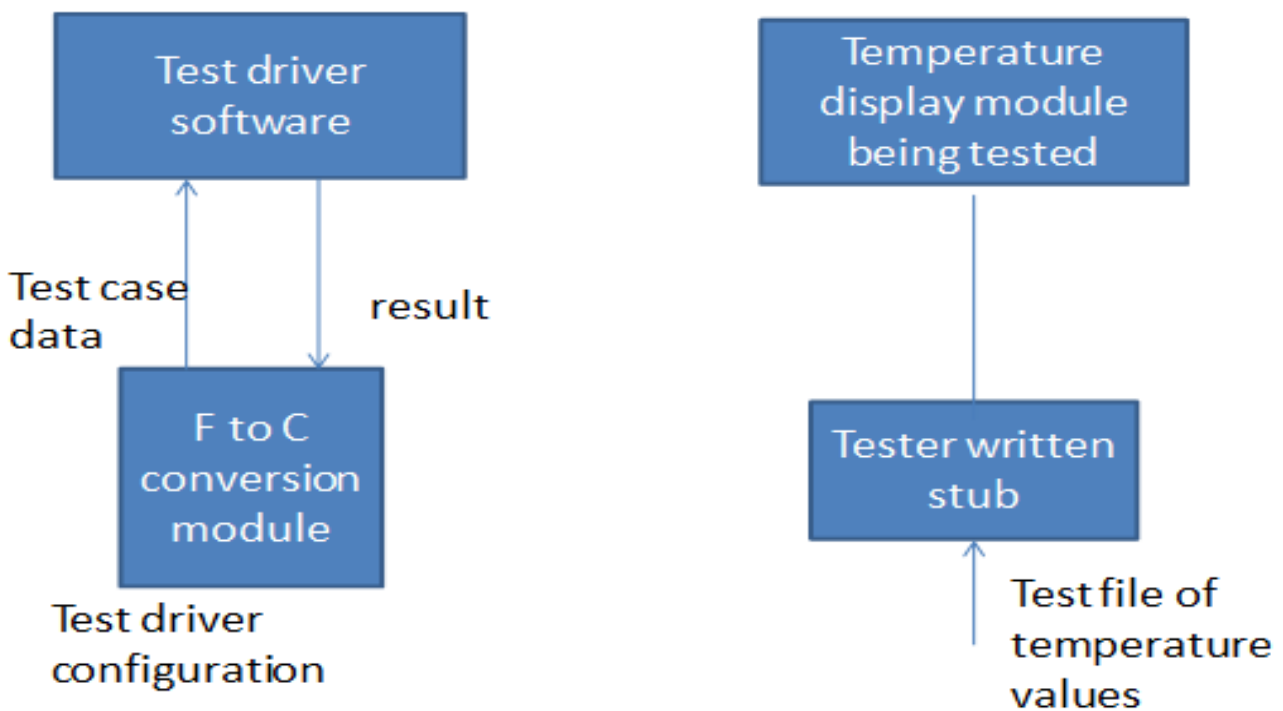 Test driver
software
Test case
data
result
F to C
conversion
module
Test driver
configuration
Temperature
display module
being tested
Tester written
stub
Test file of
temperature
values